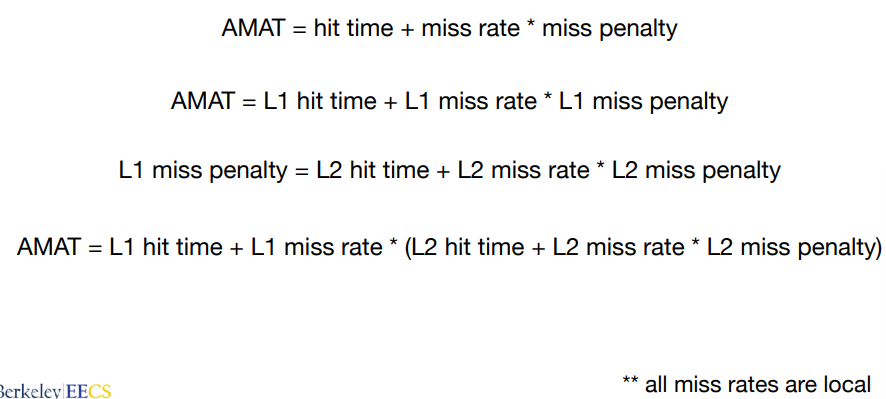 AMAT = hit time + miss rate * miss penalty
AMAT = L1 hit time + L1 miss rate * L1 miss penalty
L1 miss penalty = L2 hit time + L2 miss rate * L2 miss penalty
AMAT = L1 hit time + L1 miss rate * (L2 hit time + L2 miss rate * L2 miss penalty)
** all miss rates are local
Berkeley EECS